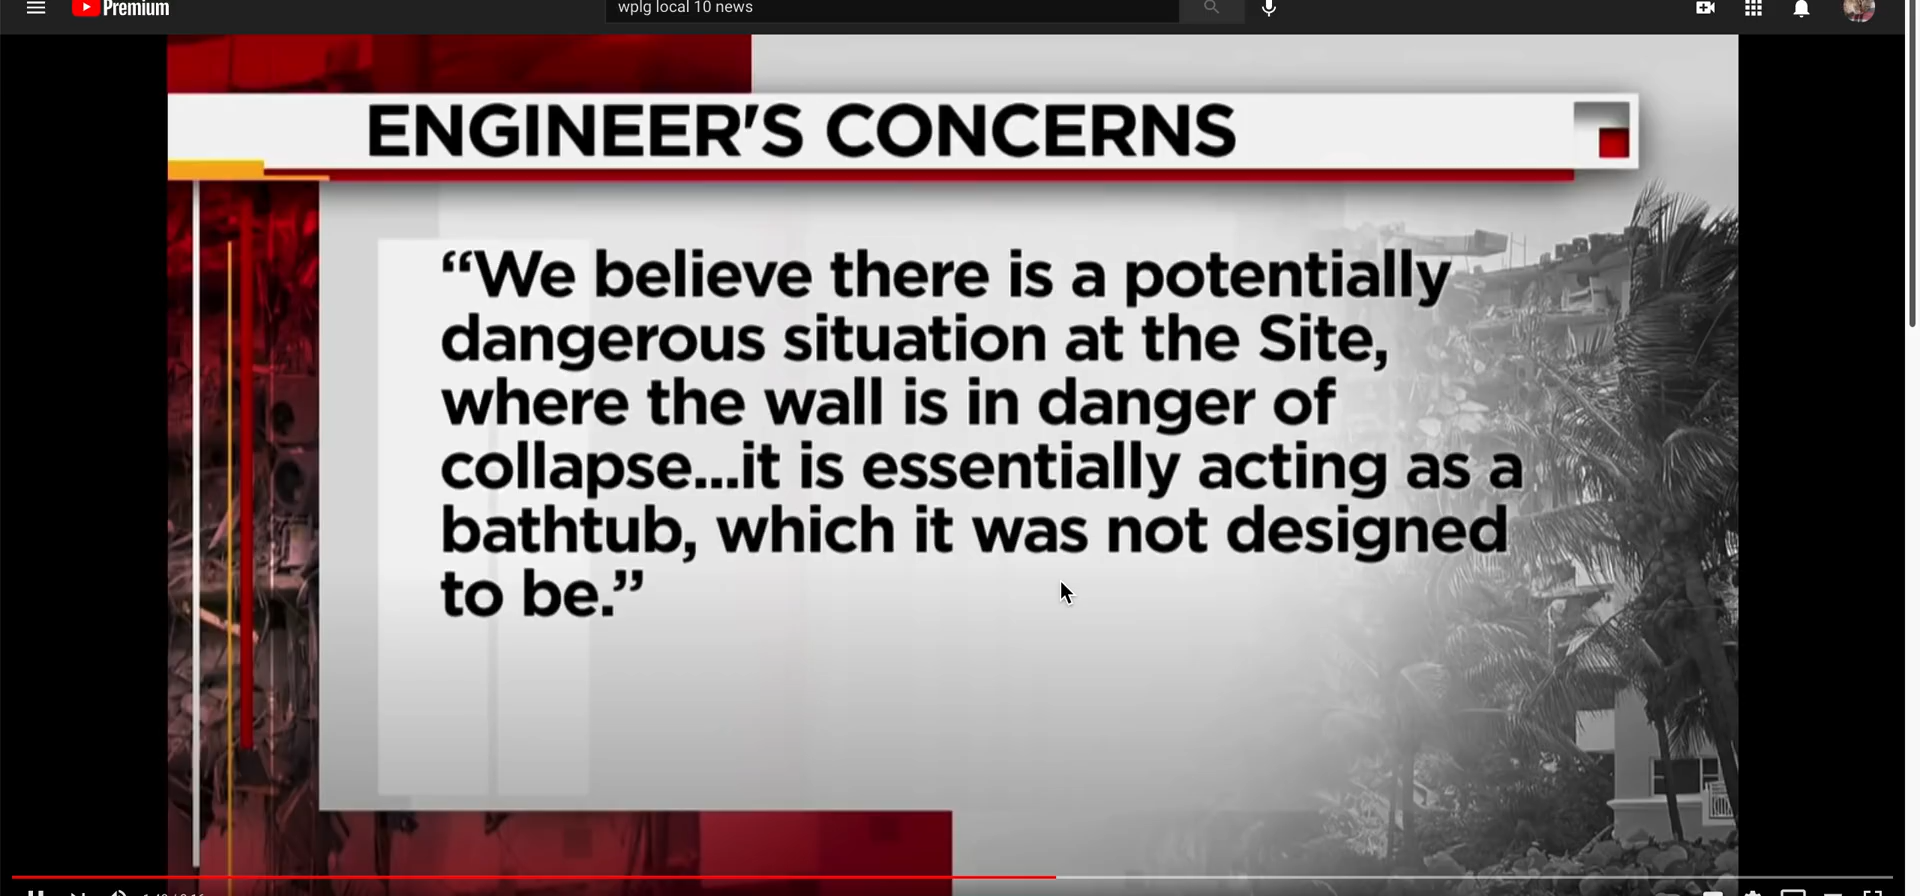 Premium
wplg local 10 news
ENGINEER'S CONCERNS
“We believe there is a potentially
dangerous situation at the Site,
where the wall is in danger of
collapse...it is essentially acting as a
bathtub, which it was not designed
to be.”